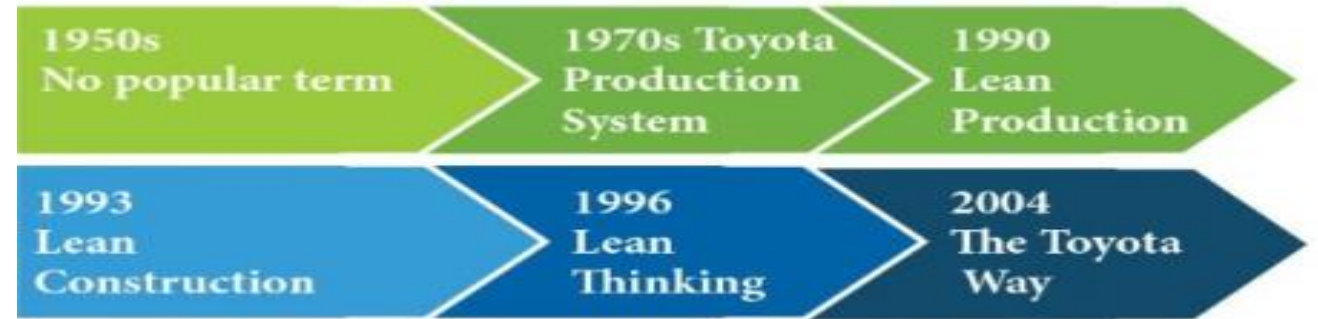 1950s
No popular term
1970s Toyota
Production
System
1990
Lean
Production
1993
Lean
Construction
1996
Lean
Thinking
2004
The Toyota
Way